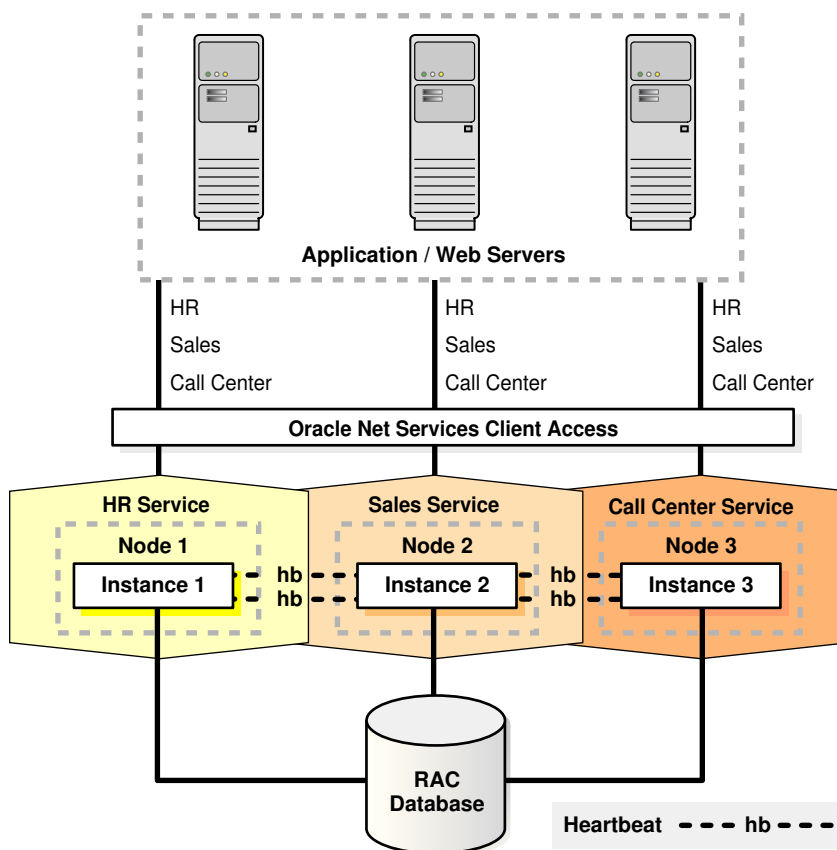 Application / Web Servers
HR
Sales
Call Center
HR
Sales
Call Center
HR
Sales
Call Center
Oracle Net Services Client Access
HR Service
Sales Service
Call Center Service
Node 1
Node 2
Node 3
Instance 1
hb
hb
Instance 2
hb
hb
Instance 3
RAC
Database
Heartbeat hb